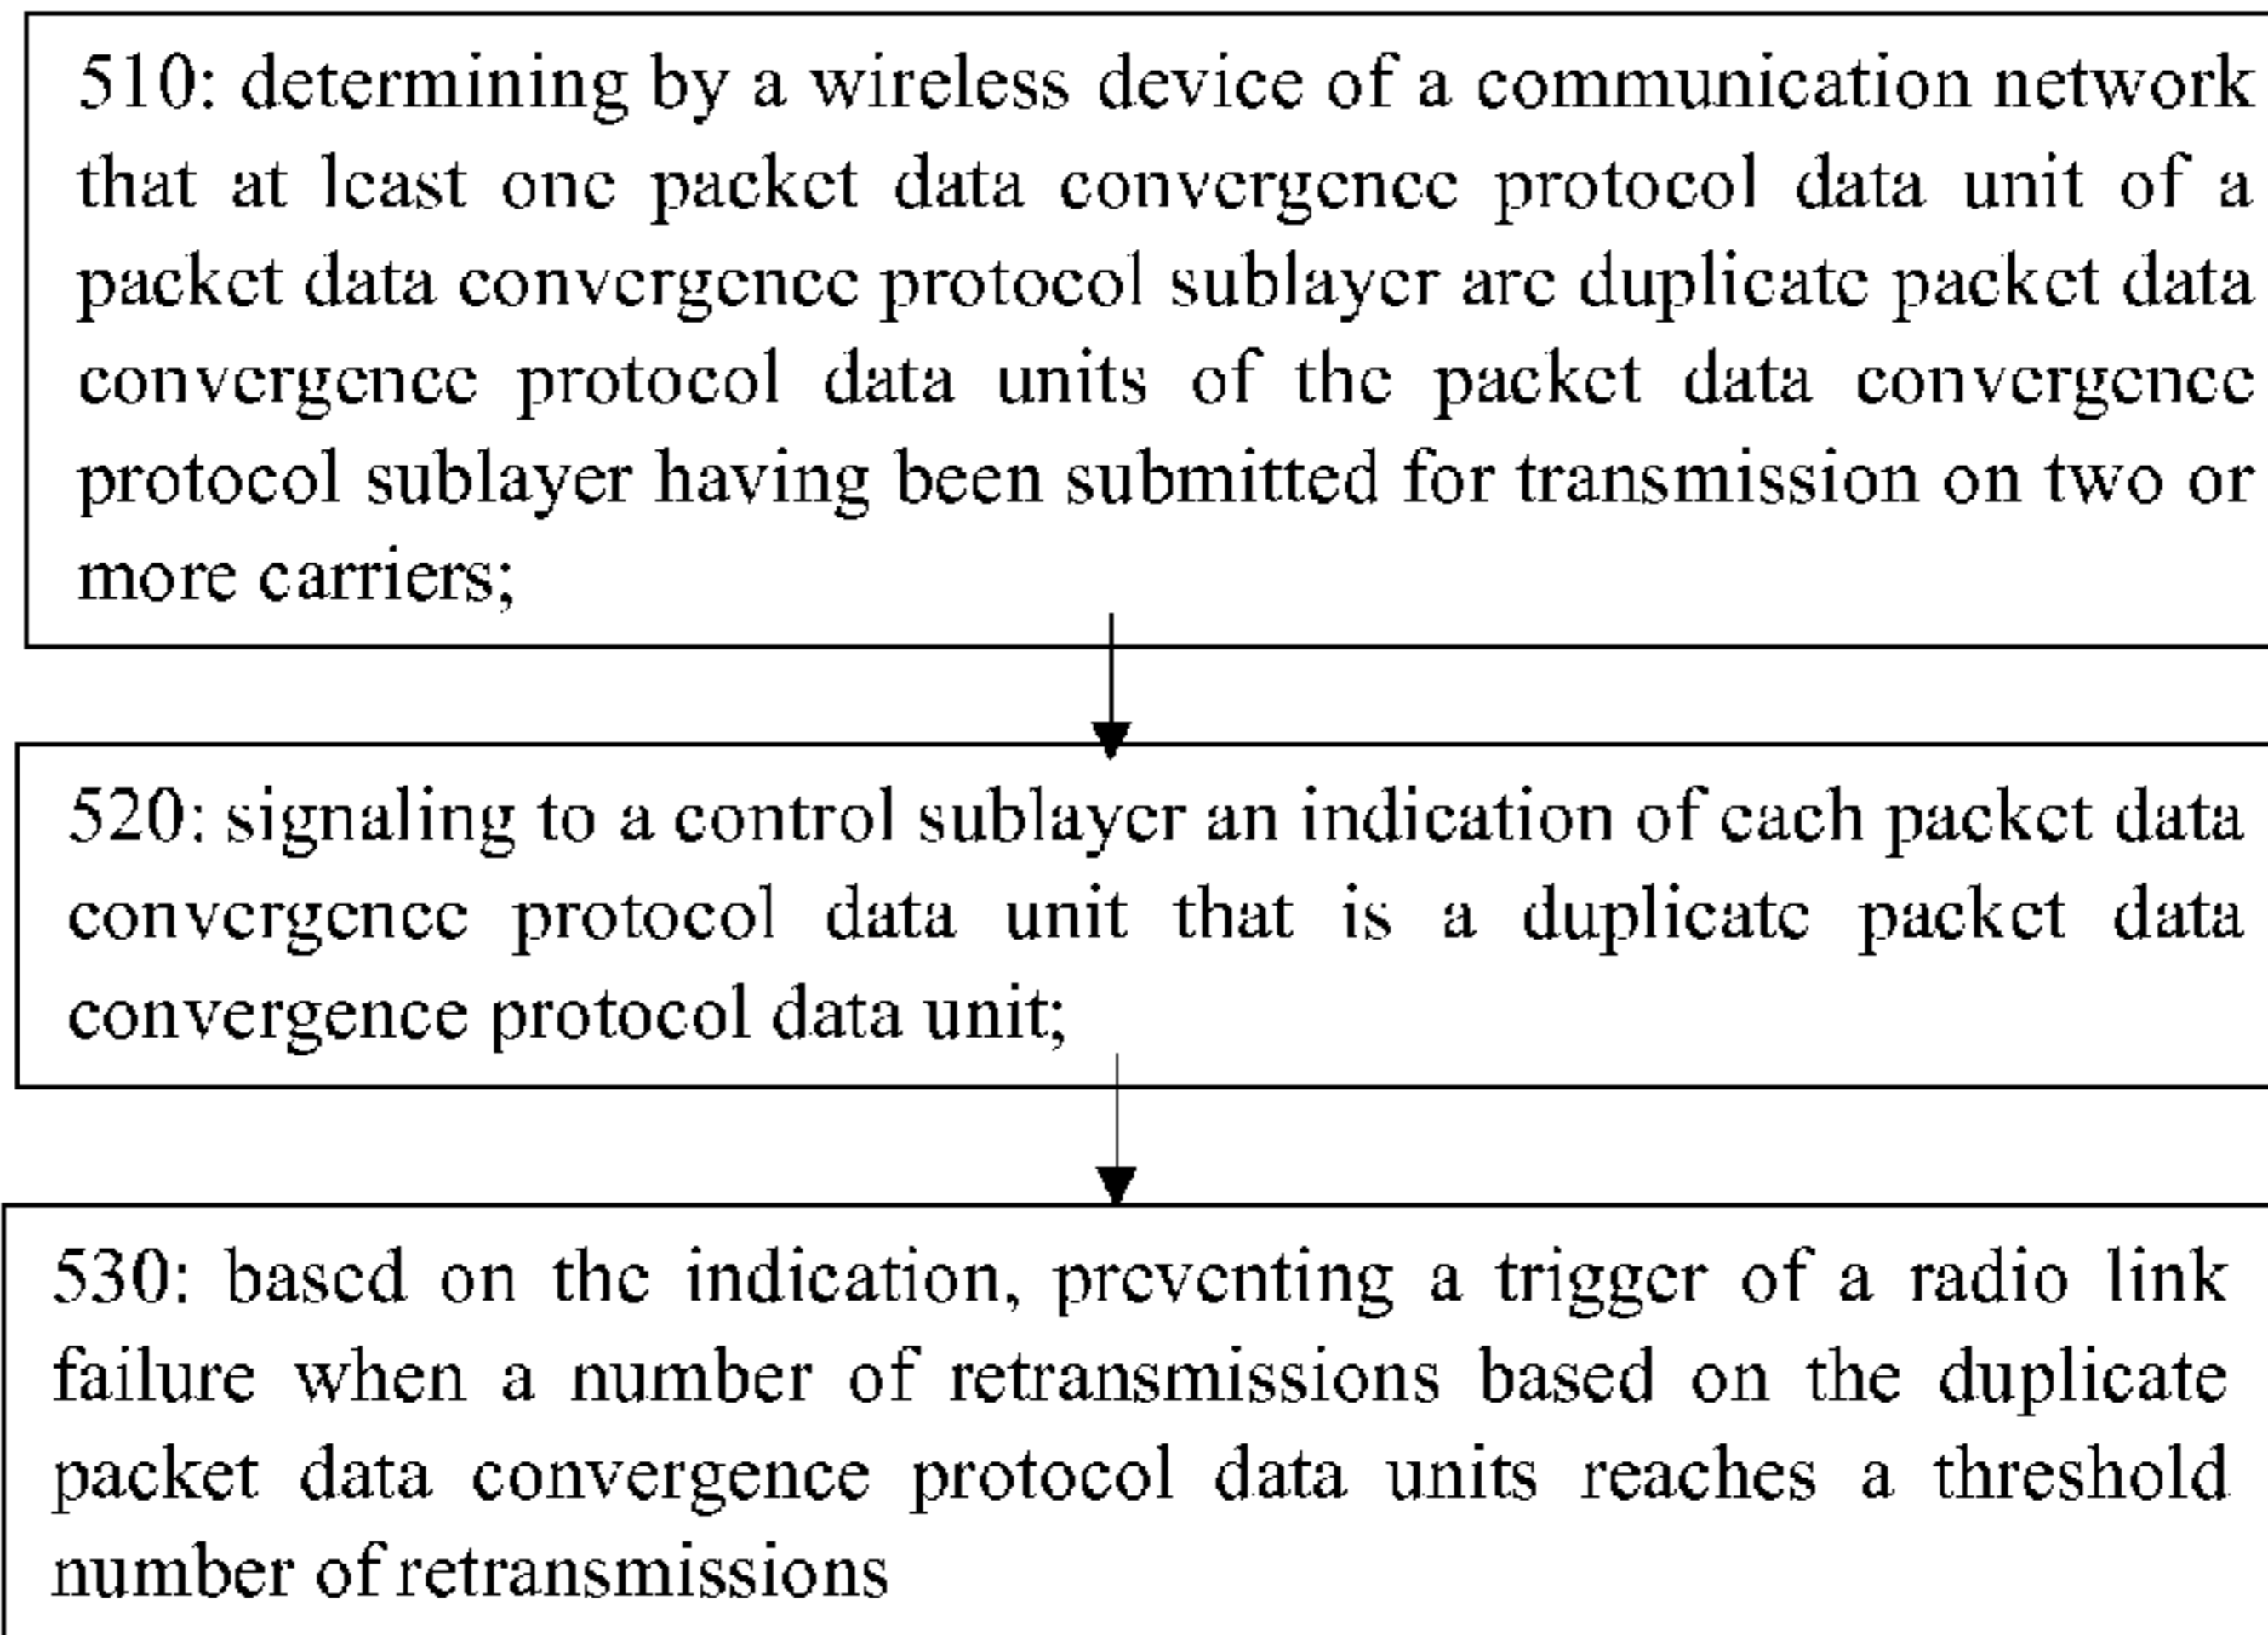 510: determining by a wireless device of a communication network
that at least one packet data convergence protocol data unit of a
packet data convergence protocol sublayer are duplicate packet data
convergence protocol data units of the packet data convergence
protocol sublayer having been submitted for transmission on two or
more carriers;
520: signaling to a control sublayer an indication of each packet data
convergence protocol data unit that is a duplicate packet data
convergence protocol data unit;
530: based on the indication, preventing a trigger of a radio link
failure when a number of retransmissions based on the duplicate
packet data convergence protocol data units reaches a threshold
number of retransmissions